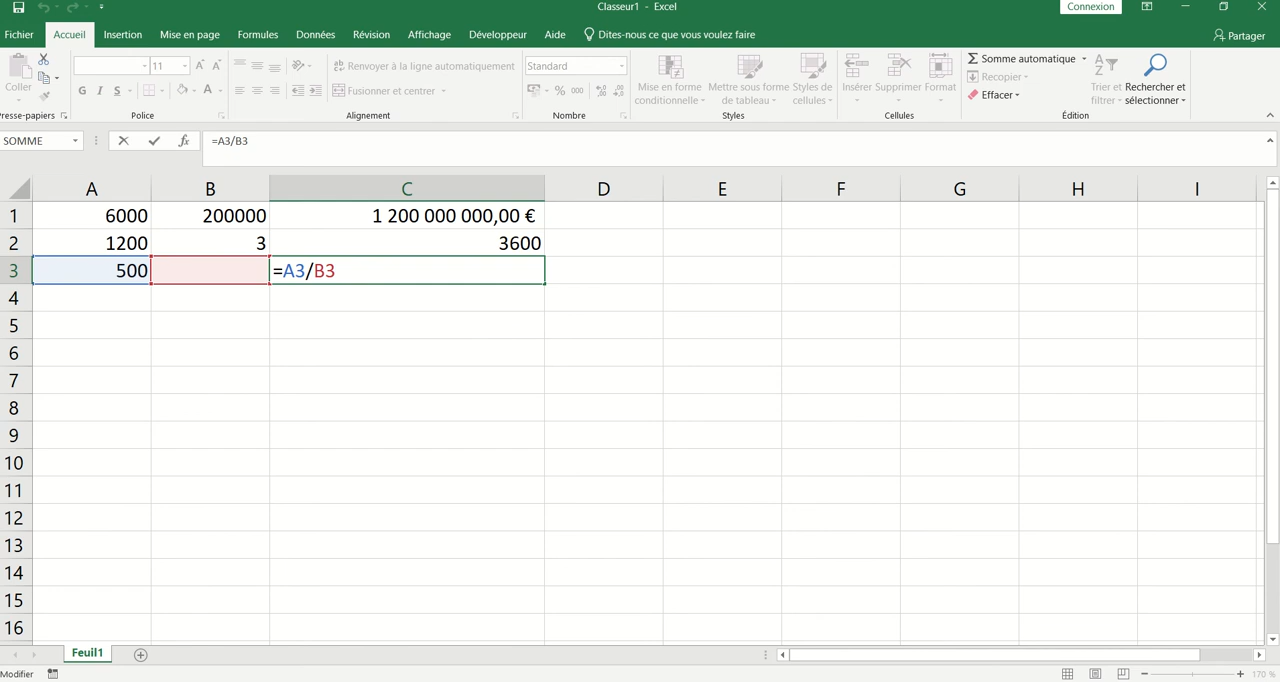 Classeur1 - Excel
Connexion
Fichier Accueil Insertion Mise en page Formules Données Révision Affichage Développeur Aide Dites-nous ce que vous voulez faire Partager
Coller
11
Renvoyer à la ligne automatiquement
Standard
G I S A
Fusionner et centrer
% 000
Mise en forme conditionnelle
Mettre sous forme de tableau
Styles de cellules
Insérer Supprimer Format
Σ Somme automatique
Recopier
Effacer
Trier et filtrer
Rechercher et sélectionner
resse-papiers Police Alignement Nombre Styles Cellules Édition
SOMME fx =A3/B3
A B C D E F G H I
1 6000 200000 1 200 000 000,00 €
2 1200 3 3600
3 500 =A3/B3
4
5
6
7
8
9
10
11
12
13
14
15
16
Feuil1
Modifier 170 %